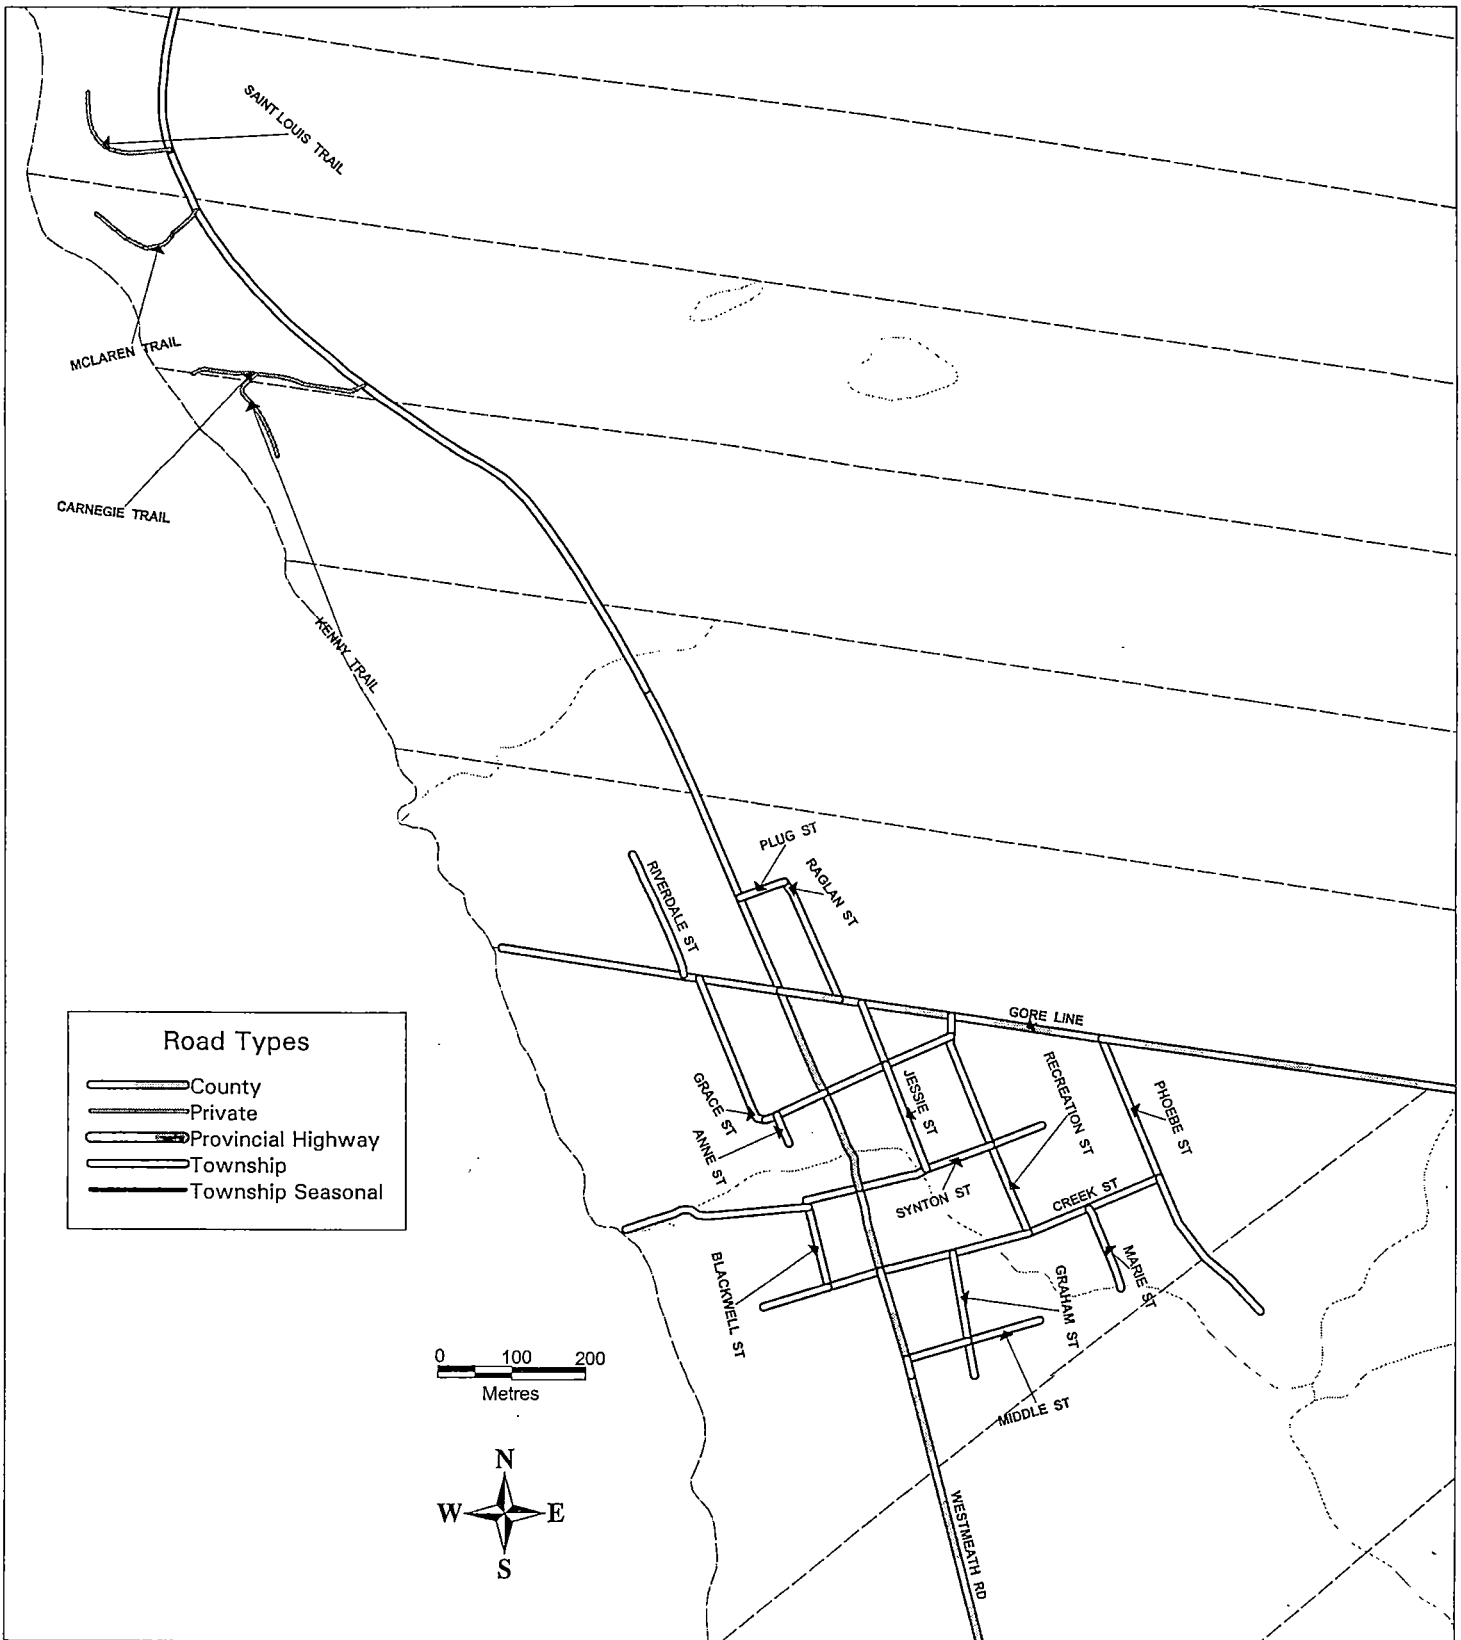 SAINT LOUIS TRAIL
MCLAREN TRAIL
CARNEGIE TRAIL
KENNY TRAIL
PLUG ST
RAGLAN ST
RIVERDALE ST
GORE LINE
GRACE ST
ANNE ST
JESSIE ST
RECREATION ST
PHOEBE ST
SYNTON ST
CREEK ST
BLACKWELL ST
GRAHAM ST
MARIE ST
MIDDLE ST
WESTMEATH RD
Road Types
County
Private
Provincial Highway
Township
Township Seasonal
0 100 200
Metres
N
W E
S